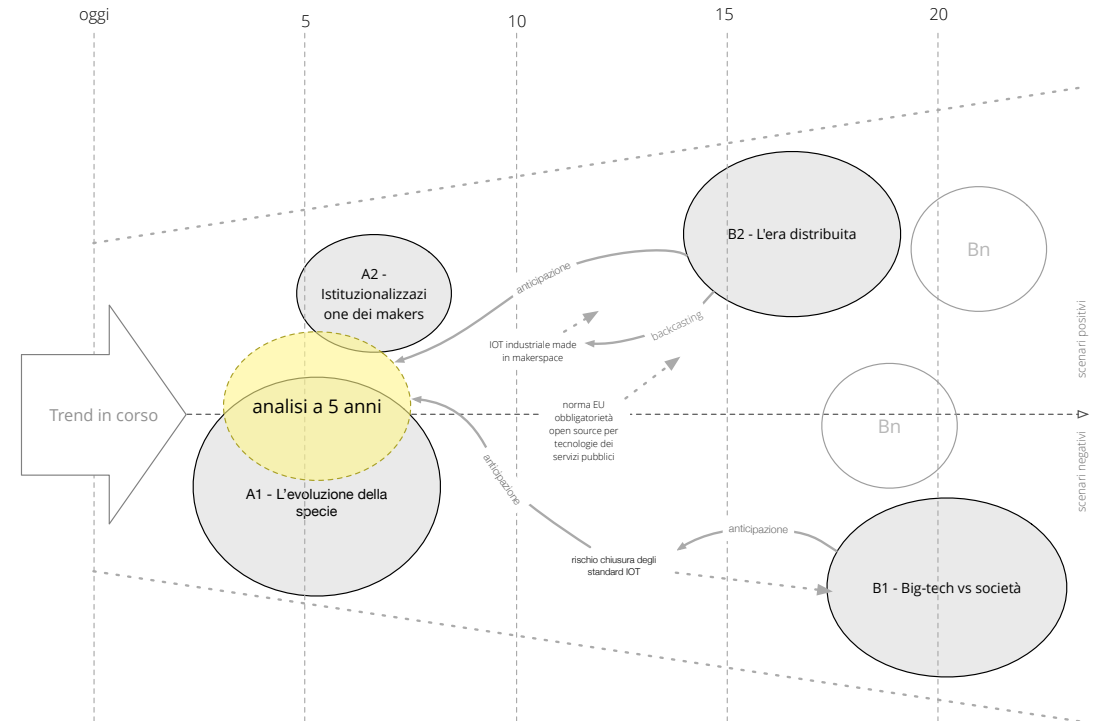 oggi
5
10
15
20
A2 -
Istituzionalizzazi
one dei makers
B2 - L'era distribuita
Bn
anticipazione
backcasting
IOT industriale made
in makerspace
scenari positivi
Trend in corso
analisi a 5 anni
norma EU
obbligatorietà
open source per
tecnologie dei
servizi pubblici
Bn
scenari negativi
anticipazione
A1 - L’evoluzione della
specie
anticipazione
rischio chiusura degli
standard IOT
B1 - Big-tech vs società